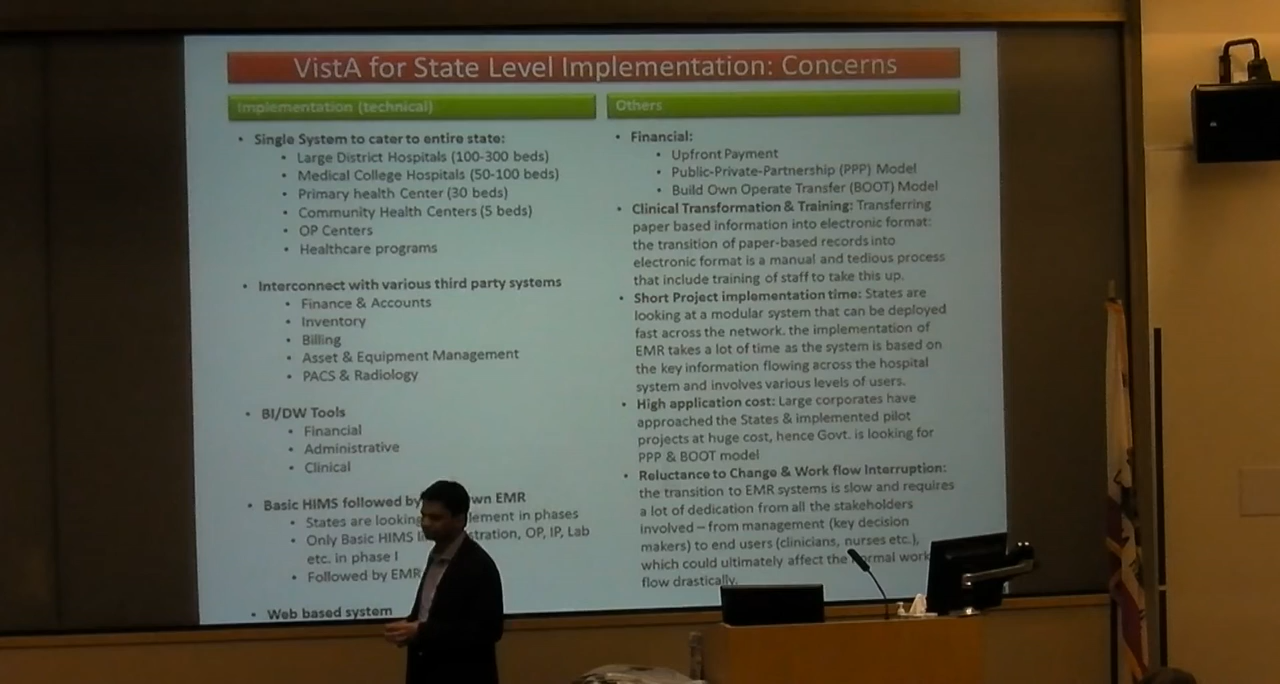 VistA for State Level Implementation: Concerns
Implementation (technical)
• Single System to cater to entire state:
• Large District Hospitals (100-300 beds)
• Medical College Hospitals (50-100 beds)
• Primary health Center (30 beds)
• Community Health Centers (5 beds)
• OP Centers
• Healthcare programs
• Interconnect with various third party systems
• Finance & Accounts
• Inventory
• Billing
• Asset & Equipment Management
• PACS & Radiology
• BI/DW Tools
• Financial
• Administrative
• Clinical
• Basic HIMS followed by wn EMR
• States are looking lement in phases
• Only Basic HIMS stration, OP, IP, Lab
etc. in phase I
• Followed by EMR
• Web based system
Others
• Financial:
• Upfront Payment
• Public-Private-Partnership (PPP) Model
• Build Own Operate Transfer (BOOT) Model
• Clinical Transformation & Training: Transferring
paper based information into electronic format:
the transition of paper-based records into
electronic format is a manual and tedious process
that include training of staff to take this up.
• Short Project implementation time: States are
looking at a modular system that can be deployed
fast across the network. the implementation of
EMR takes a lot of time as the system is based on
the key information flowing across the hospital
system and involves various levels of users.
• High application cost: Large corporates have
approached the States & implemented pilot
projects at huge cost, hence Govt. is looking for
PPP & BOOT model
• Reluctance to Change & Work flow Interruption:
the transition to EMR systems is slow and requires
a lot of dedication from all the stakeholders
involved – from management (key decision
makers) to end users (clinicians, nurses etc.),
which could ultimately affect the normal work
flow drastically.